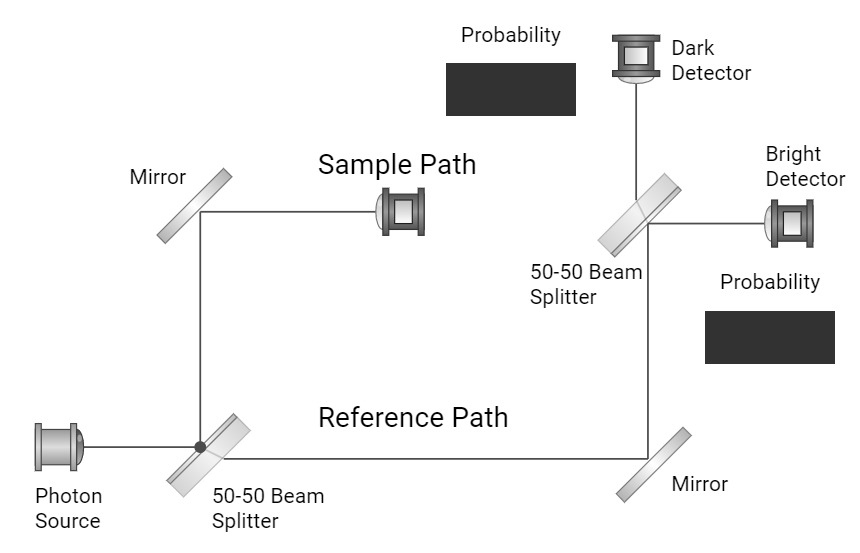 Probability
Dark
Detector
Mirror
Sample Path
Bright
Detector
50-50 Beam
Splitter
Probability
Reference Path
Photon
Source
50-50 Beam
Splitter
Mirror